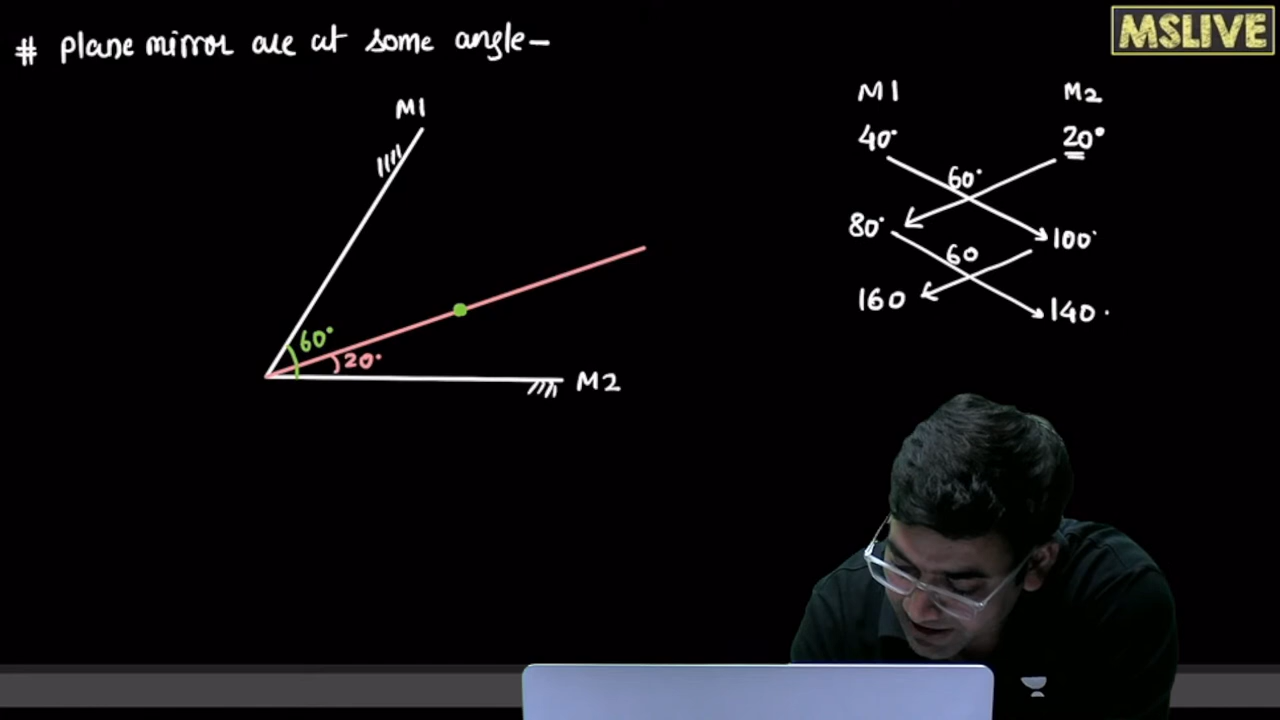 # plane mirror are at some angle-
MSLIVE
M1
60°
20°
M2
M1 M2
40° 20°
60°
80° 100°
60
160 140